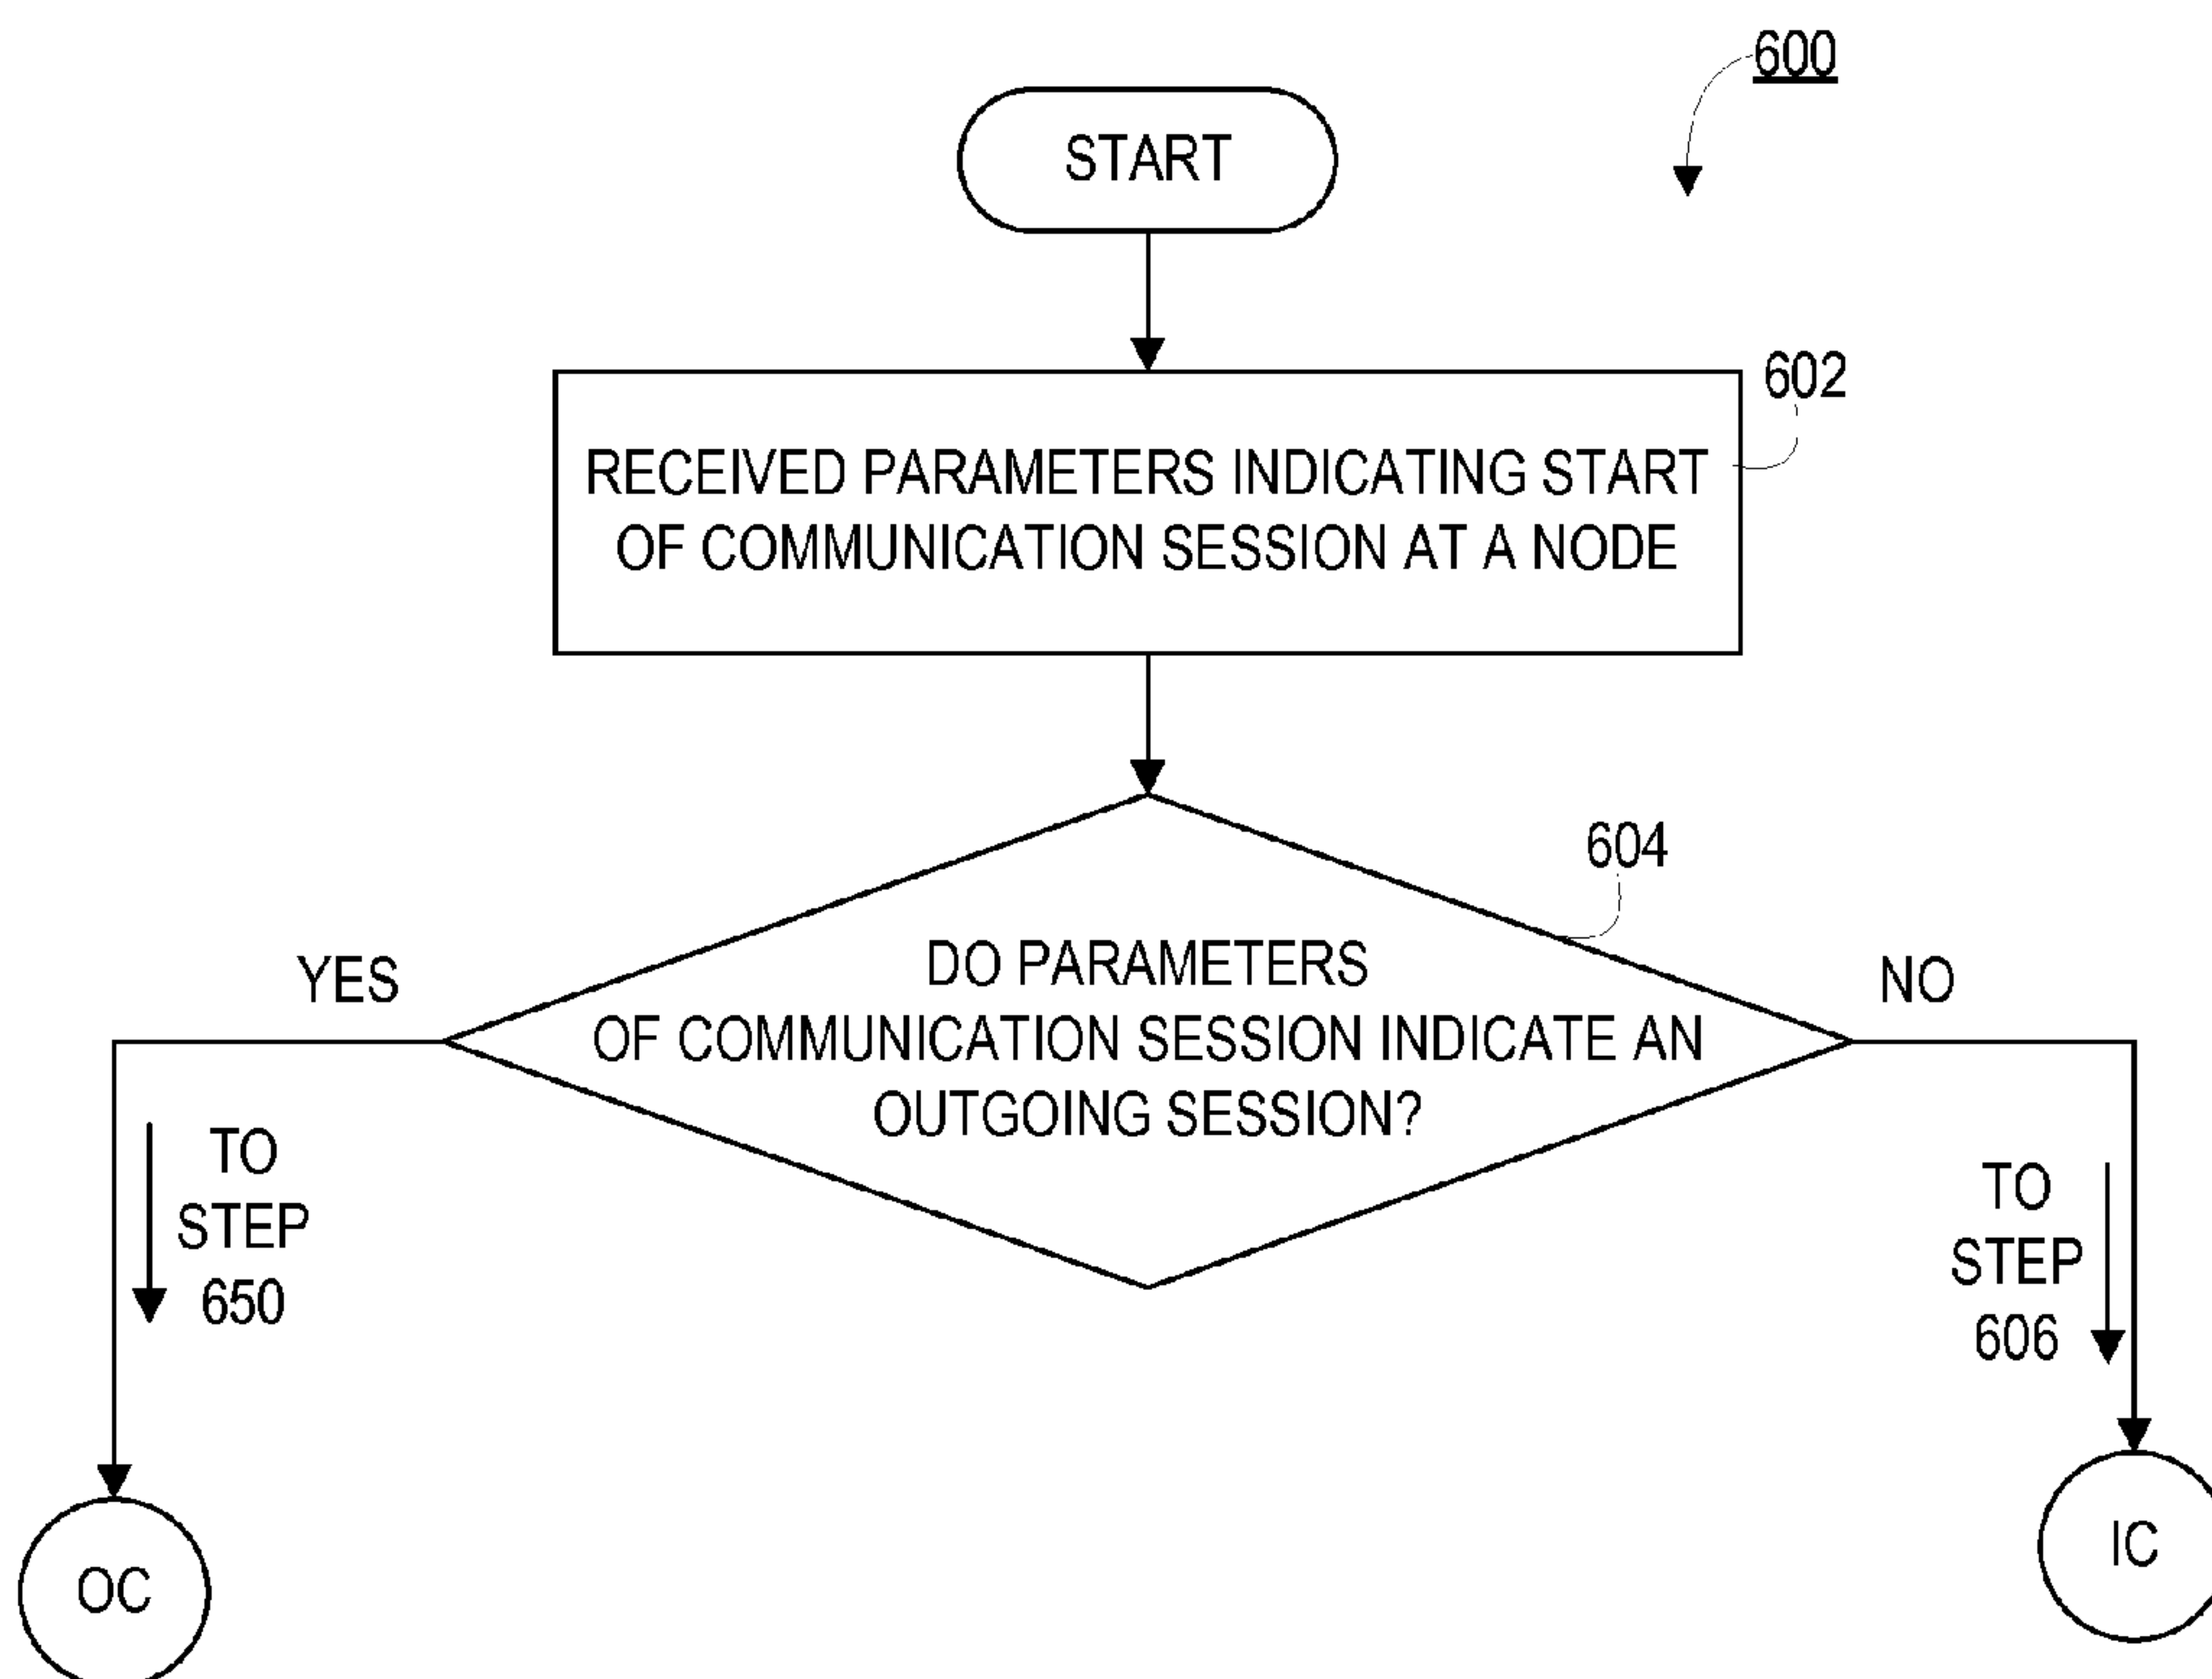 600
START
602
RECEIVED PARAMETERS INDICATING START
OF COMMUNICATION SESSION AT A NODE
604
DO PARAMETERS
OF COMMUNICATION SESSION INDICATE AN
OUTGOING SESSION?
YES
NO
TO
STEP
650
TO
STEP
606
OC
IC